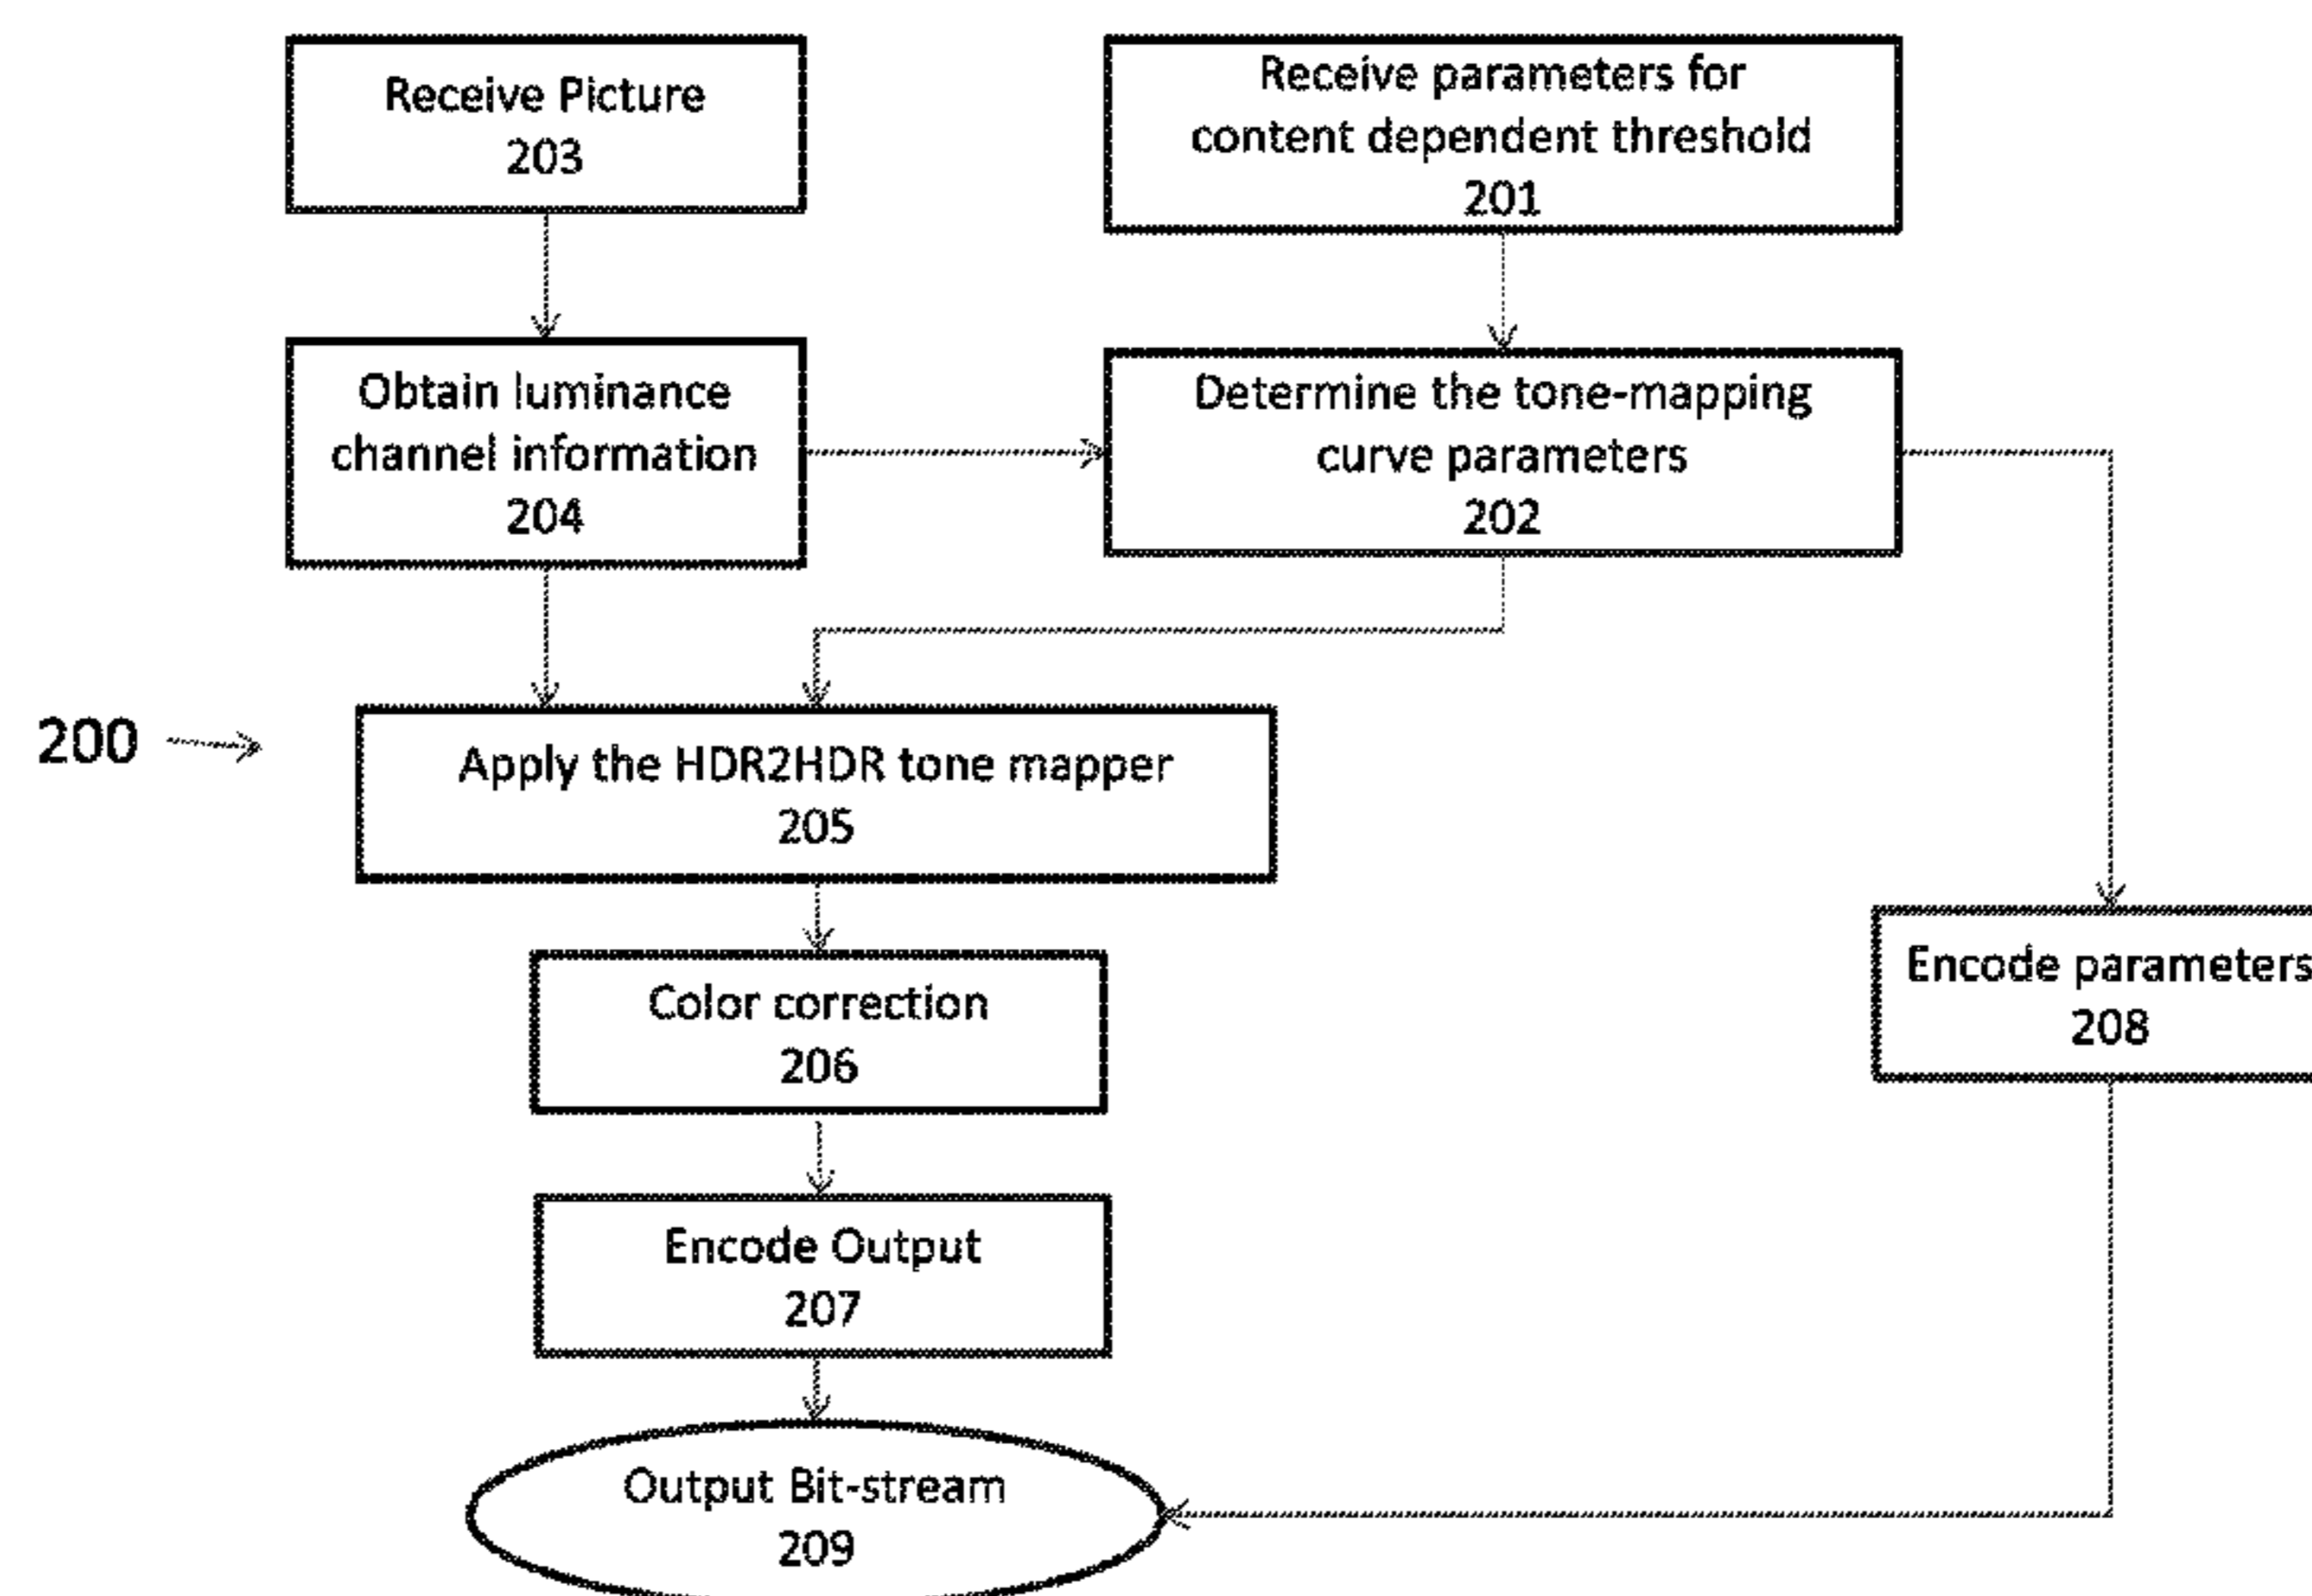 Receive Picture
203
Receive parameters for
content dependent threshold
201
Obtain luminance
channel information
204
Determine the tone-mapping
curve parameters
202
200
Apply the HDR2HDR tone mapper
205
Encode parameters
208
Color correction
206
Encode Output
207
Output Bit-stream
209